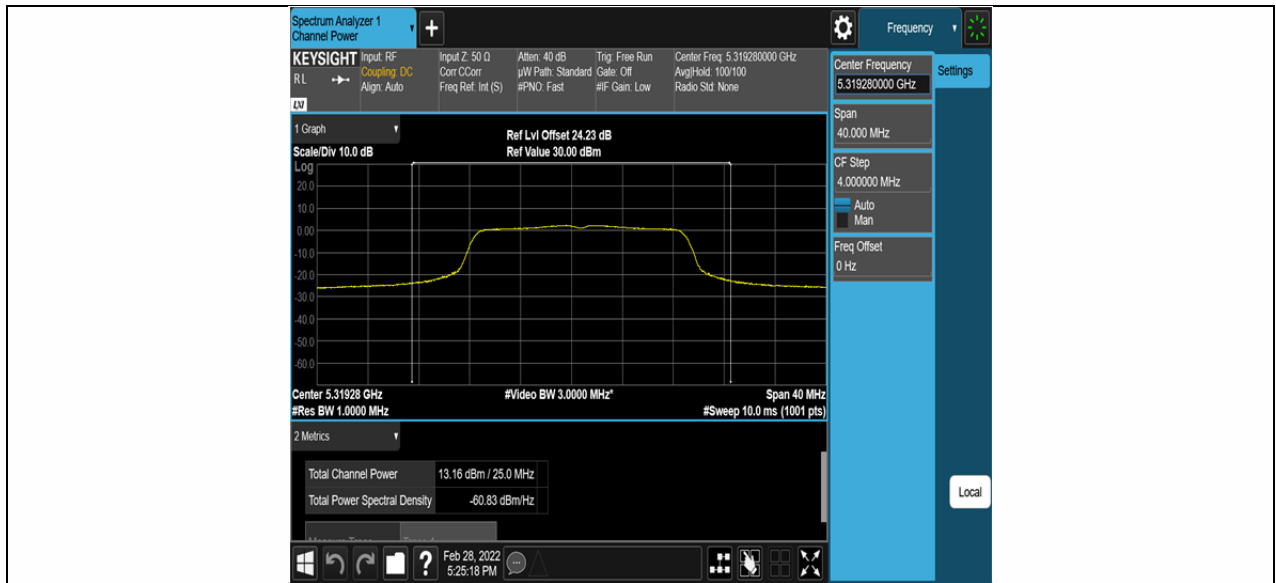 Spectrum Analyzer 1
Channel Power
+
Frequency
KEYSIGHT
RL
LXI
Input: RF
Coupling: DC
Align: Auto
Input Z: 50 Ω
Corr CCorr
Freq Ref: Int (S)
Atten: 40 dB
µW Path: Standard
#PNO: Fast
Trig: Free Run
Gate: Off
#IF Gain: Low
Center Freq: 5.319280000 GHz
Avg|Hold: 100/100
Radio Std: None
Center Frequency
5.319280000 GHz
Settings
Span
40.000 MHz
CF Step
4.000000 MHz
Auto
Man
Freq Offset
0 Hz
Local
1 Graph
Scale/Div 10.0 dB
Ref Lvl Offset 24.23 dB
Ref Value 30.00 dBm
Log
20.0
10.0
0.00
-10.0
-20.0
-30.0
-40.0
-50.0
-60.0
Center 5.31928 GHz
#Video BW 3.0000 MHz*
Span 40 MHz
#Res BW 1.0000 MHz
#Sweep 10.0 ms (1001 pts)
2 Metrics
Total Channel Power 13.16 dBm / 25.0 MHz
Total Power Spectral Density -60.83 dBm/Hz
?
Feb 28, 2022
5:25:18 PM